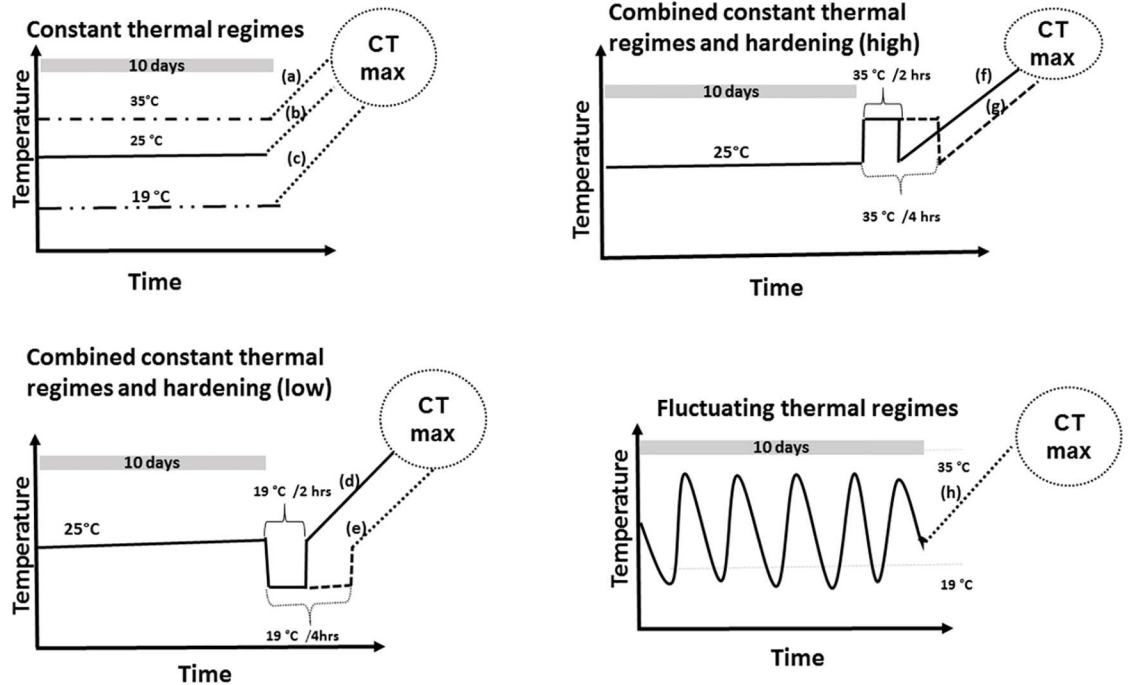 Constant thermal regimes
CT
max
10 days
(a)
35°C
(b)
25 °C
(c)
19 °C
Temperature
Time
Combined constant thermal
regimes and hardening (high)
CT
max
35 °C /2 hrs
(f)
10 days
(g)
25°C
35 °C /4 hrs
Temperature
Time
Combined constant thermal
regimes and hardening (low)
CT
max
10 days
19 °C /2 hrs
(d)
(e)
25°C
19 °C /4hrs
Temperature
Time
Fluctuating thermal regimes
CT
max
10 days
35 °C
(h)
19 °C
Temperature
Time